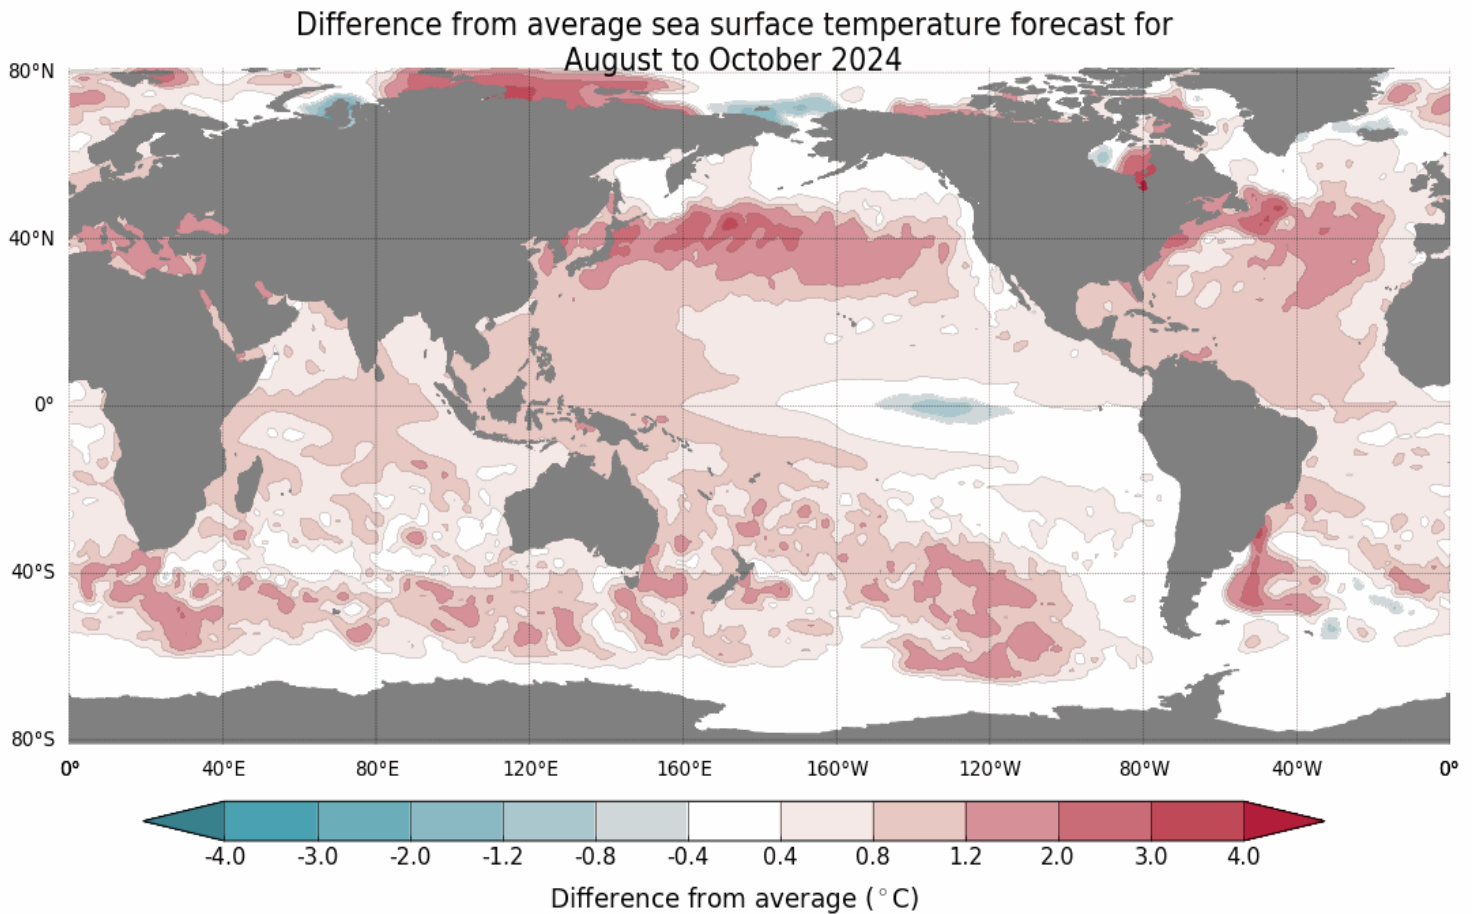 Difference from average sea surface temperature forecast for
August to October 2024
80°N
40°N
0°
40°S
80°S
0° 40°E 80°E 120°E 160°E 160°W 120°W 80°W 40°W 0°
-4.0 -3.0 -2.0 -1.2 -0.8 -0.4 0.4 0.8 1.2 2.0 3.0 4.0
Difference from average (°C)